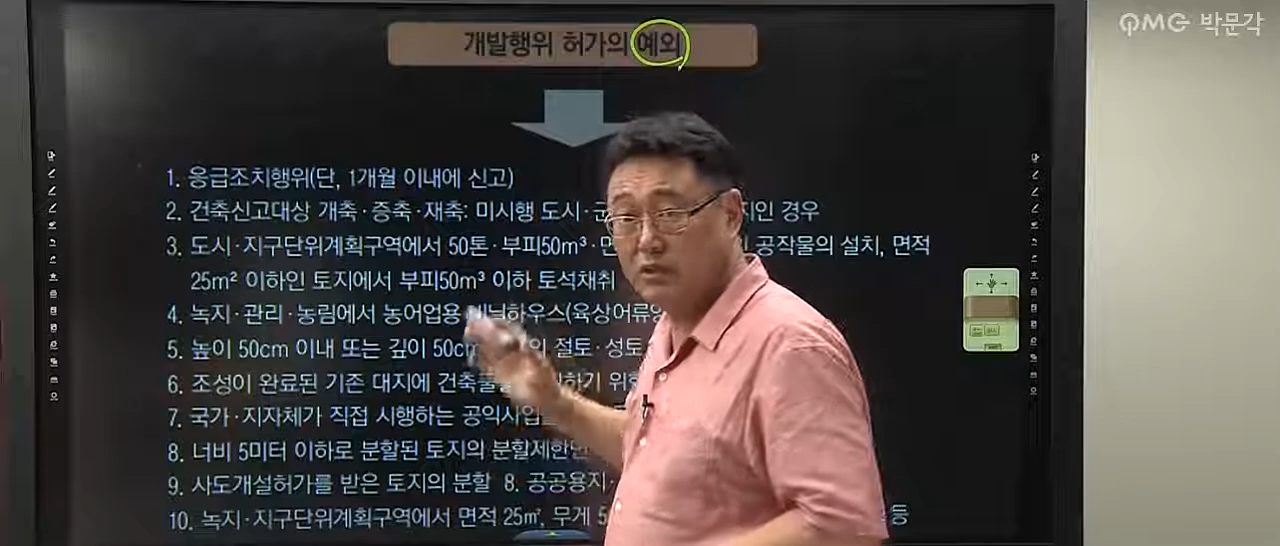 PMG 박문각
개발행위 허가의 예외
1. 응급조치행위(단, 1개월 이내에 신고)
2. 건축신고대상 개축·증축·재축: 미시행 도시·군 지인 경우
3. 도시·지구단위계획구역에서 50톤·부피50m³· 공작물의 설치, 면적
25m² 이하인 토지에서 부피50m³ 이하 토석채취
4. 녹지·관리·농림에서 농어업용 비닐하우스(육상어류
5. 높이 50cm 이내 또는 깊이 50cm 의 절토·성토
6. 조성이 완료된 기존 대지에 건축물 하기 위
7. 국가·지자체가 직접 시행하는 공익사업
8. 너비 5미터 이하로 분할된 토지의 분할제한면
9. 사도개설허가를 받은 토지의 분할 8. 공공용지·
10. 녹지·지구단위계획구역에서 면적 25㎡, 무게 5 등